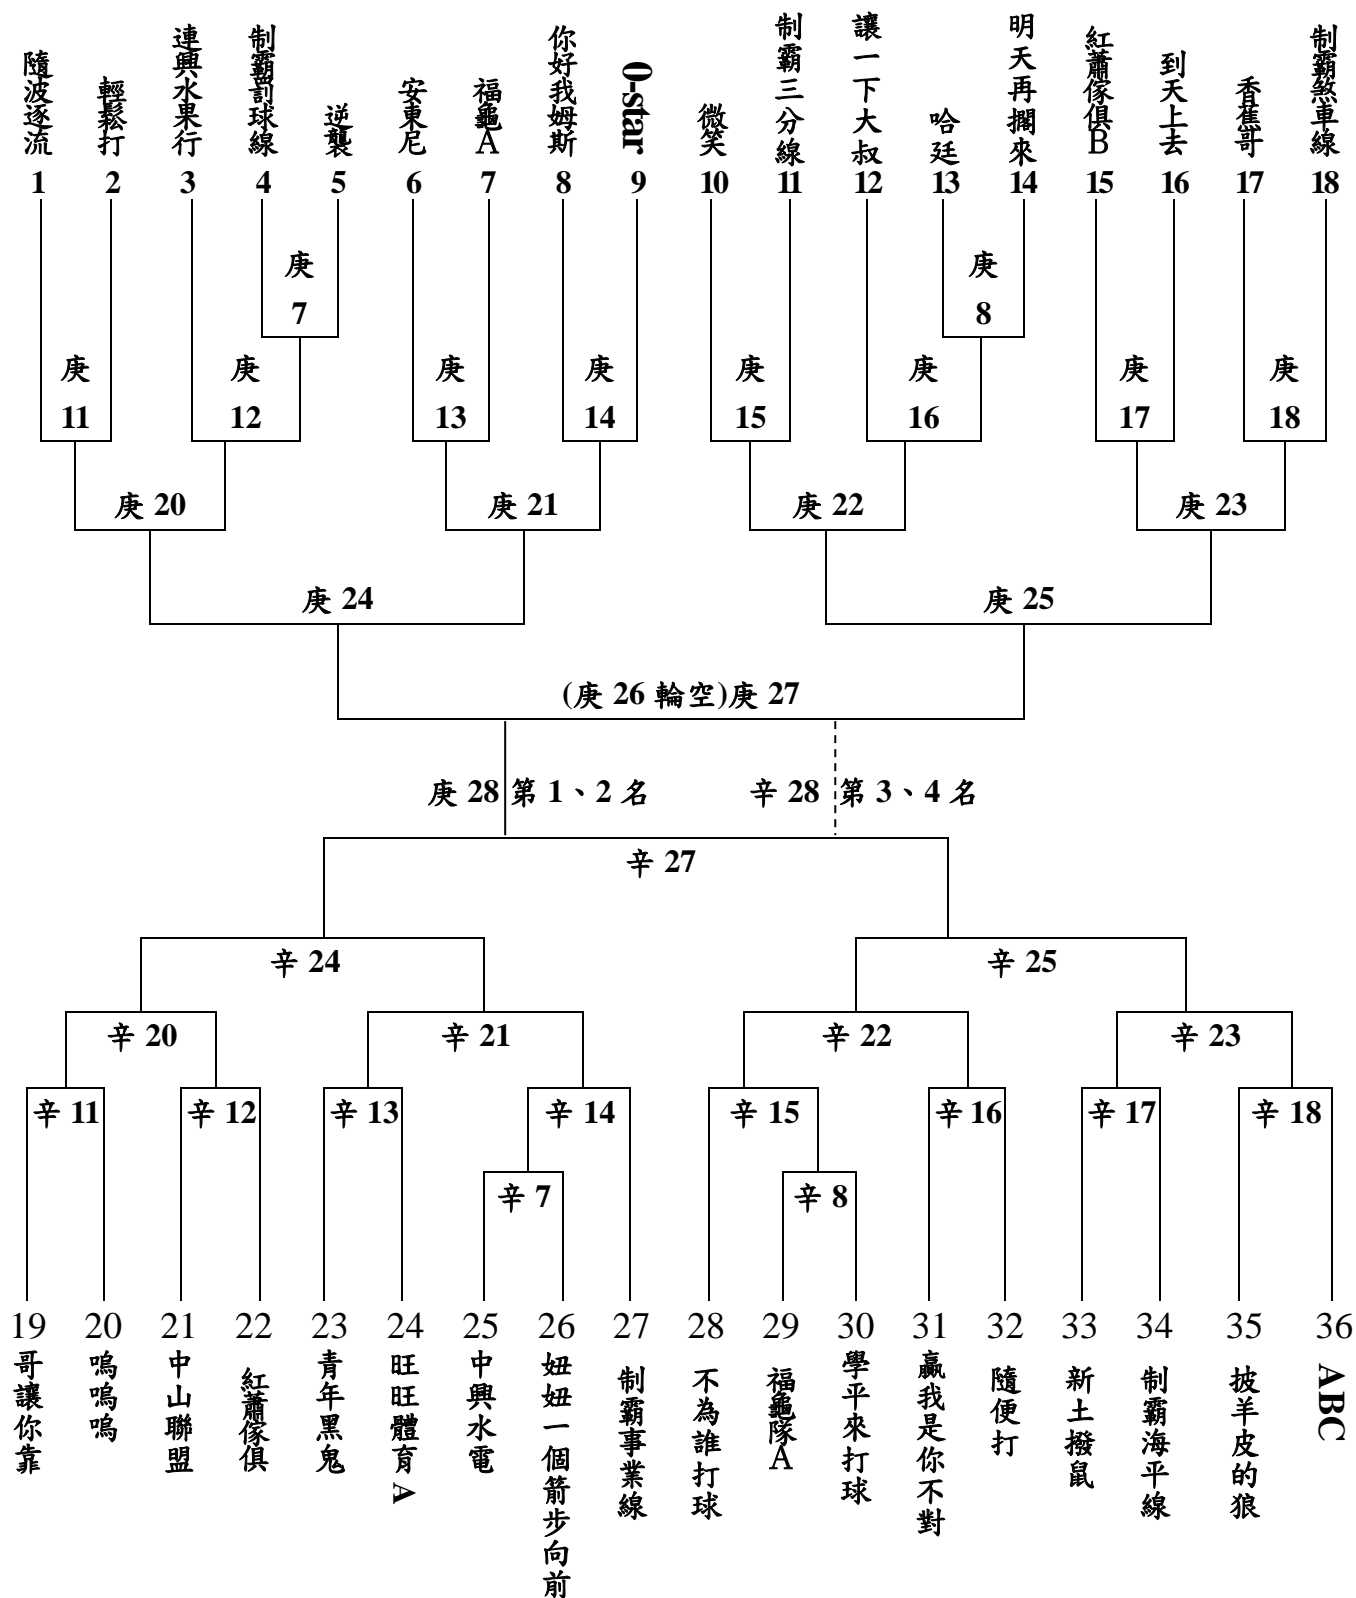 隨波逐流
輕鬆打
連興水果行
制霸罰球線
逆襲
安東尼
福龜A
你好我姆斯
0-star
微笑
制霸三分線
讓一下大叔
哈廷
明天再擱來
紅蕭傢俱B
到天上去
香蕉哥
制霸煞車線
1 2 3 4 5 6 7 8 9 10 11 12 13 14 15 16 17 18
庚 7
庚 8
庚 11
庚 12
庚 13
庚 14
庚 15
庚 16
庚 17
庚 18
庚 20
庚 21
庚 22
庚 23
庚 24
庚 25
(庚 26 輪空)庚 27
庚 28 第 1、2 名
辛 28 第 3、4 名
辛 27
辛 24
辛 25
辛 20
辛 21
辛 22
辛 23
辛 11
辛 12
辛 13
辛 14
辛 15
辛 16
辛 17
辛 18
辛 7
辛 8
19 20 21 22 23 24 25 26 27 28 29 30 31 32 33 34 35 36
哥讓你靠
嗚嗚嗚
中山聯盟
紅蕭傢俱
青年黑鬼
旺旺體育A
中興水電
妞妞一個箭步向前
制霸事業線
不為誰打球
福龜隊A
學平來打球
贏我是你不對
隨便打
新土撥鼠
制霸海平線
披羊皮的狼
ABC